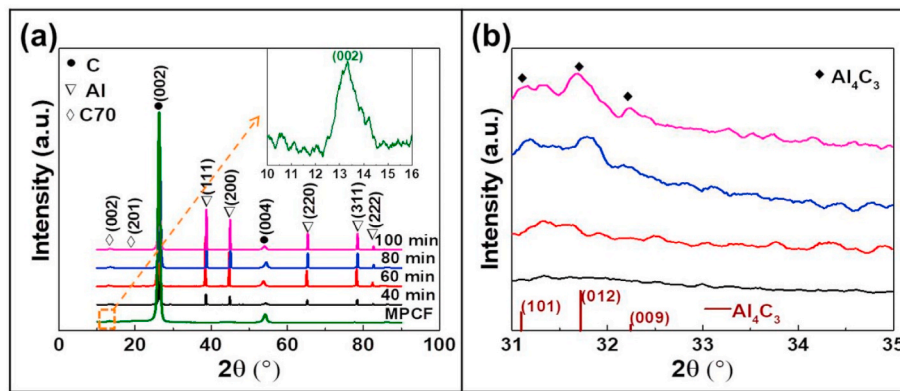 (a)
● C
▽ Al
◇ C70
(002)
(201)
(002)
(111)
(200)
(004)
(220)
(311)
(222)
100 min
80 min
60 min
40 min
MPCF
Intensity (a.u.)
0 20 40 60 80 100
2θ (°)
(002)
10 11 12 13 14 15 16
(b)
◆ Al₄C₃
Intensity (a.u.)
(101)
(012)
(009)
Al₄C₃
31 32 33 34 35
2θ (°)